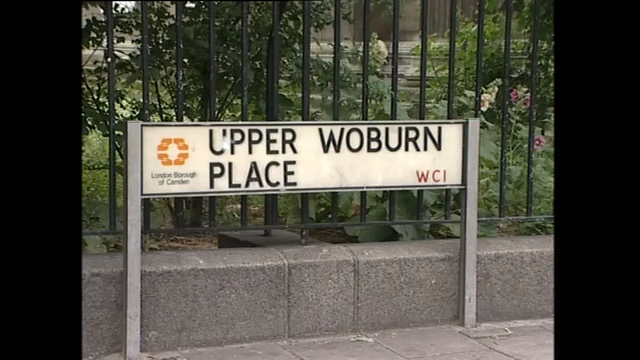 UPPER WOBURN
PLACE
WC1
London Borough
of Camden